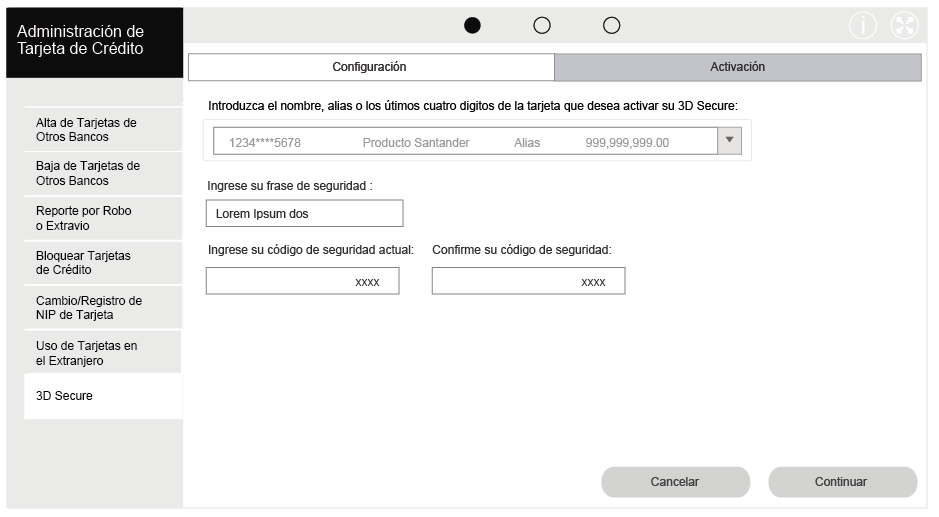 Administración de
Tarjeta de Crédito
Configuración
Activación
Introduzca el nombre, alias o los útimos cuatro digitos de la tarjeta que desea activar su 3D Secure:
1234****5678 Producto Santander Alias 999,999,999.00
Ingrese su frase de seguridad :
Lorem Ipsum dos
Ingrese su código de seguridad actual: Confirme su código de seguridad:
xxxx xxxx
Alta de Tarjetas de
Otros Bancos
Baja de Tarjetas de
Otros Bancos
Reporte por Robo
o Extravio
Bloquear Tarjetas
de Crédito
Cambio/Registro de
NIP de Tarjeta
Uso de Tarjetas en
el Extranjero
3D Secure
Cancelar
Continuar